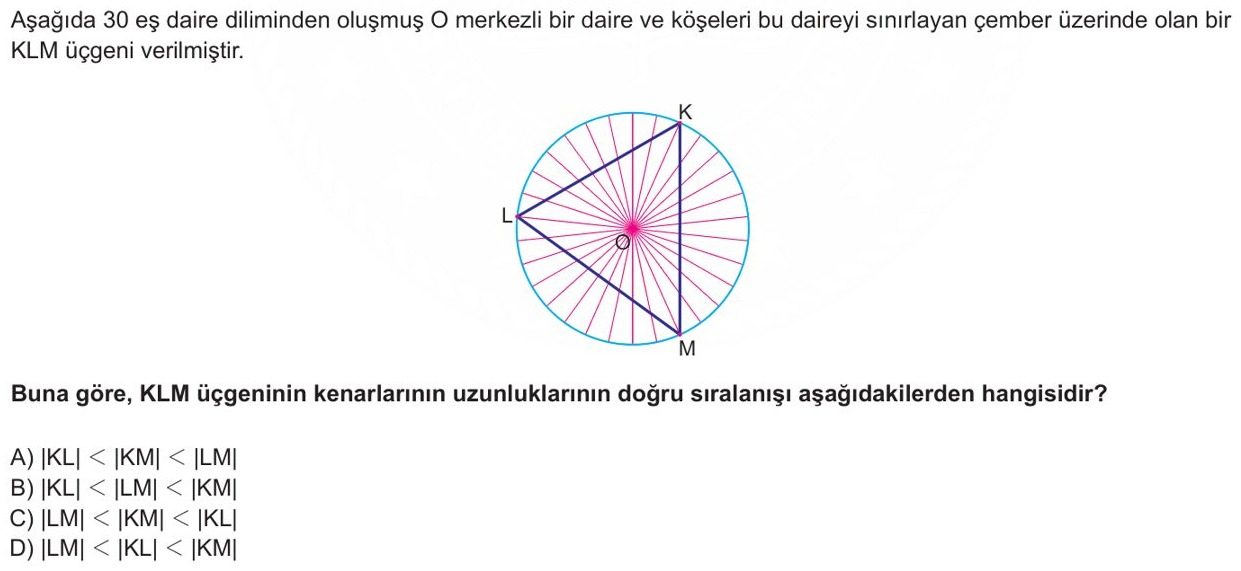 Aşağıda 30 eş daire diliminden oluşmuş O merkezli bir daire ve köşeleri bu daireyi sınırlayan çember üzerinde olan bir
KLM üçgeni verilmiştir.
K
L
O
M
Buna göre, KLM üçgeninin kenarlarının uzunluklarının doğru sıralanışı aşağıdakilerden hangisidir?
A) |KL| < |KM| < |LM|
B) |KL| < |LM| < |KM|
C) |LM| < |KM| < |KL|
D) |LM| < |KL| < |KM|